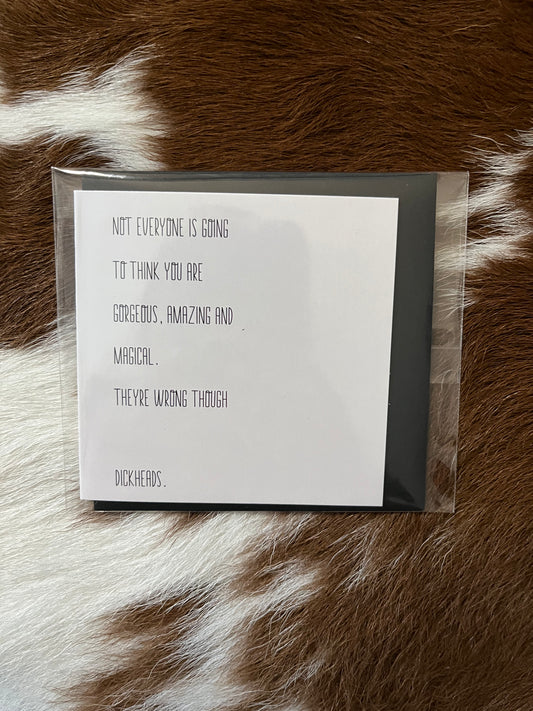 NOT EVERYONE IS GOING
TO THINK YOU ARE
GORGEOUS, AMAZING AND
MAGICAL.
THEYRE WRONG THOUGH
DICKHEADS.